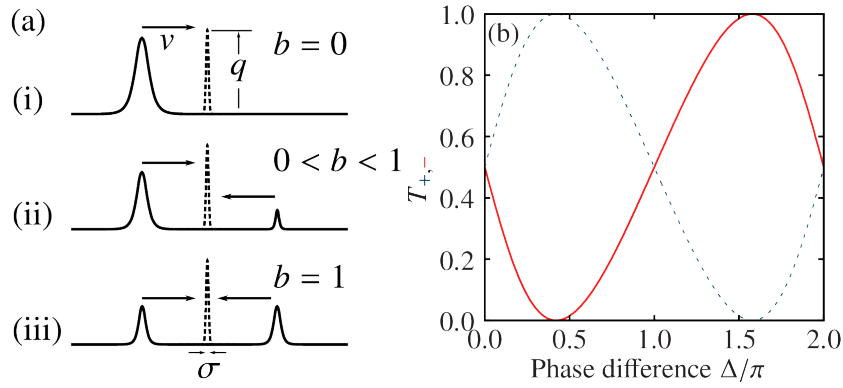 (a)
v
q
b = 0
(i)
0 < b < 1
(ii)
b = 1
(iii)
σ
(b)
1.0
0.8
0.6
0.4
0.2
0.0
T+,−
0.0 0.5 1.0 1.5 2.0
Phase difference Δ/π